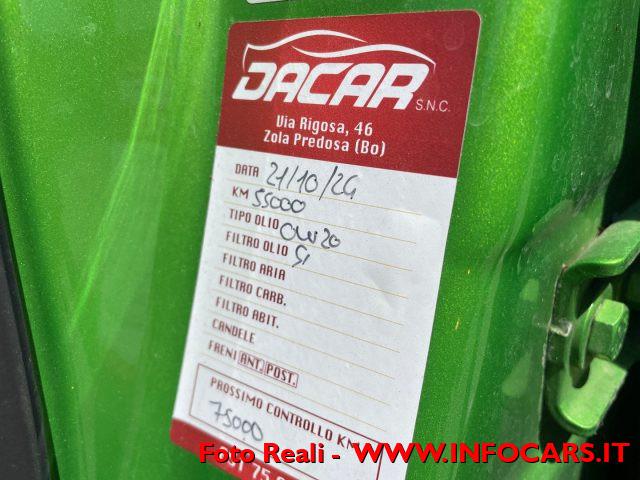 DACAR S.N.C.
Via Rigosa, 46
Zola Predosa (Bo)
DATA 21/10/24
KM 55000
TIPO OLIO 0W20
FILTRO OLIO SI
FILTRO ARIA
FILTRO CARB.
FILTRO ABIT.
CANDELE
FRENI ANT. POST.
PROSSIMO CONTROLLO KM
75000
Foto Reali - WWW.INFOCARS.IT